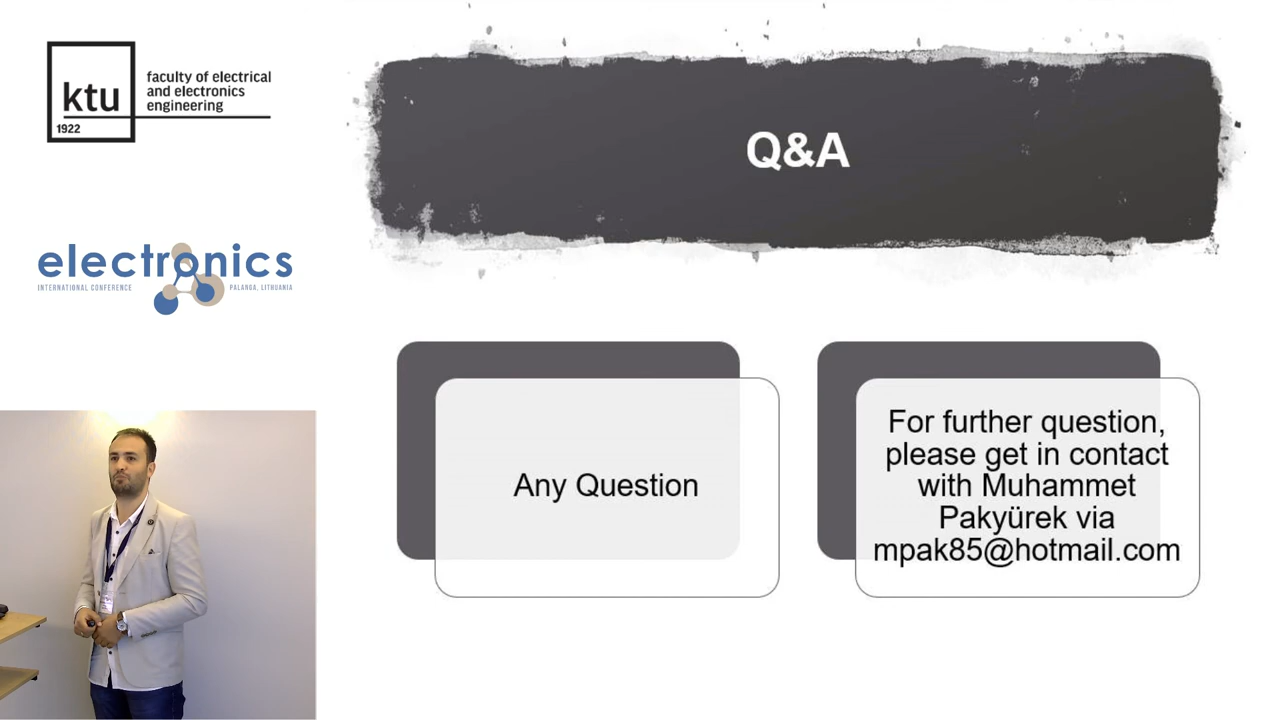 ktu
1922
faculty of electrical
and electronics
engineering
electronics
INTERNATIONAL CONFERENCE
PALANGA, LITHUANIA
Q&A
Any Question
For further question,
please get in contact
with Muhammet
Pakyürek via
mpak85@hotmail.com